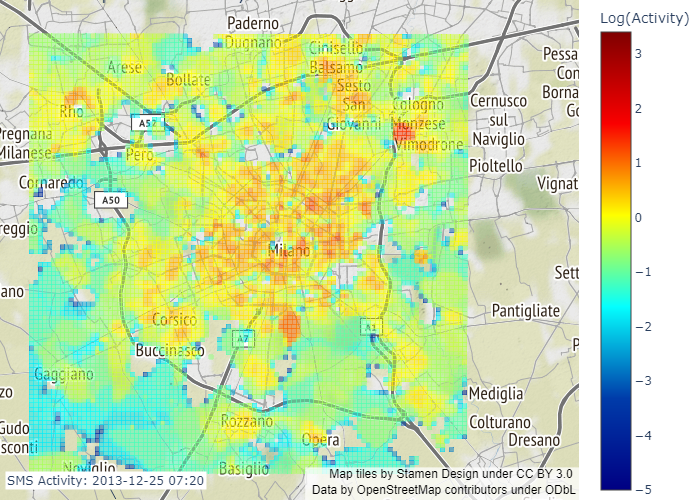 Log(Activity)
3
2
1
0
−1
−2
−3
−4
−5
Paderno
Dugnano
Cinisello
Balsamo
Arese
Bollate
Sesto
San
Giovanni
Cologno
Monzese
Vimodrone
Cernusco
sul
Naviglio
Pessa
Con
Borna
Go
Rho
A52
Pregnana
Milanese
Pero
Pioltello
Cornaredo
A50
Vignat
reggio
Milano
Sett
ano
Pantigliate
Corsico
A7
A1
Buccinasco
P
Gaggiano
zo
Mediglia
Rozzano
Colturano
Gudo
sconti
Opera
Dresano
Noviglio
Basiglio
SMS Activity: 2013-12-25 07:20
Map tiles by Stamen Design under CC BY 3.0
Data by OpenStreetMap contributors under ODbL